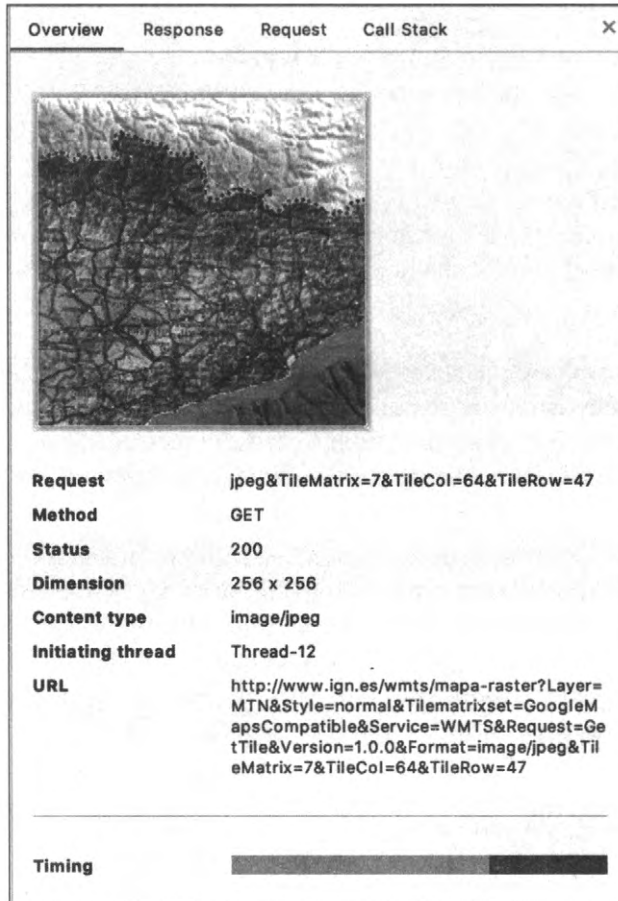 Overview Response Request Call Stack ×
Request jpeg&TileMatrix=7&TileCol=64&TileRow=47
Method GET
Status 200
Dimension 256 x 256
Content type image/jpeg
Initiating thread Thread-12
URL http://www.ign.es/wmts/mapa-raster?Layer=
MTN&Style=normal&Tilematrixset=GoogleM
apsCompatible&Service=WMTS&Request=Ge
tTile&Version=1.0.0&Format=image/jpeg&Til
eMatrix=7&TileCol=64&TileRow=47
Timing